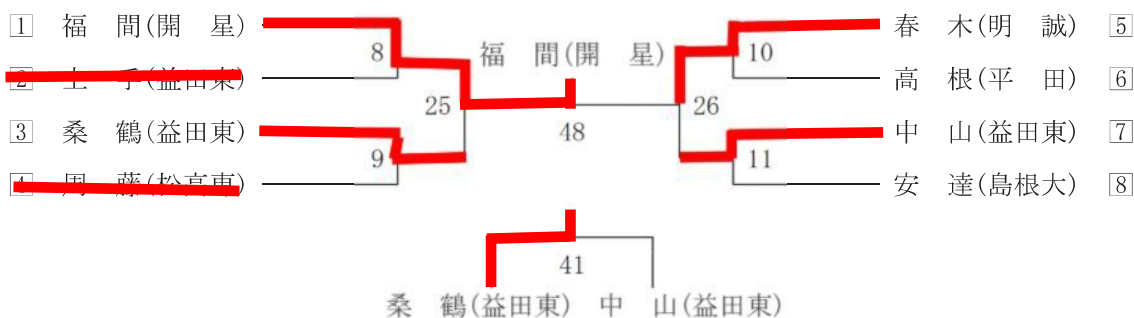 1 福 間(開 星)
8
福 間(開 星)
10
春 木(明 誠) 5
2 土 手(益田東)
高 根(平 田) 6
25
48
26
3 桑 鶴(益田東)
9
11
中 山(益田東) 7
4 周 藤(松高専)
安 達(島根大) 8
41
桑 鶴(益田東) 中 山(益田東)